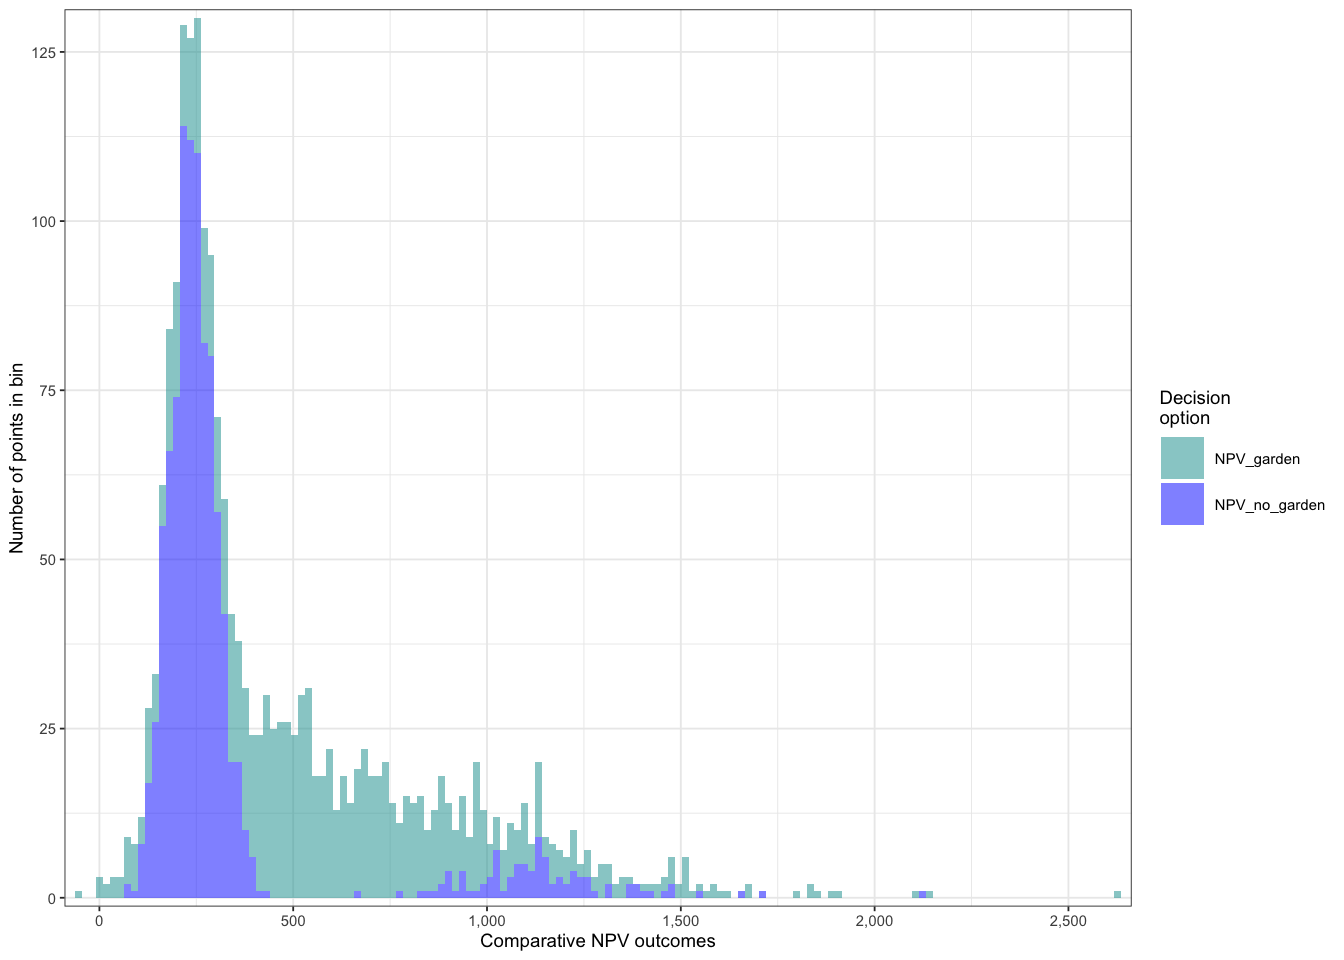 125
100
75
50
25
0
Number of points in bin
0
500
1,000
1,500
2,000
2,500
Comparative NPV outcomes
Decision
option
NPV_garden
NPV_no_garden